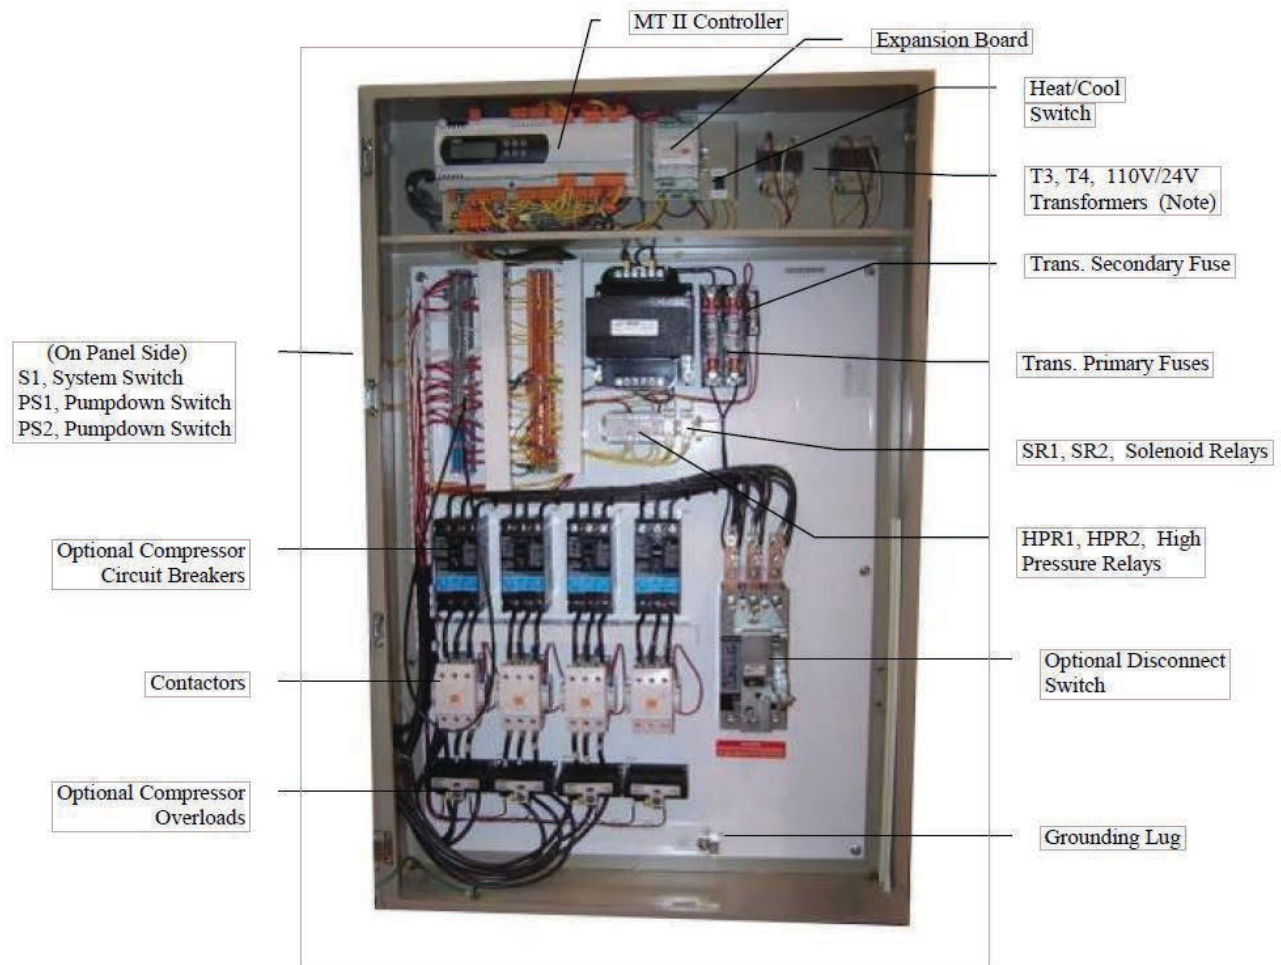 MT II Controller
Expansion Board
Heat/Cool
Switch
T3, T4, 110V/24V
Transformers (Note)
Trans. Secondary Fuse
(On Panel Side)
S1, System Switch
PS1, Pumpdown Switch
PS2, Pumpdown Switch
Trans. Primary Fuses
SR1, SR2, Solenoid Relays
Optional Compressor
Circuit Breakers
HPR1, HPR2, High
Pressure Relays
Contactors
Optional Disconnect
Switch
Optional Compressor
Overloads
Grounding Lug